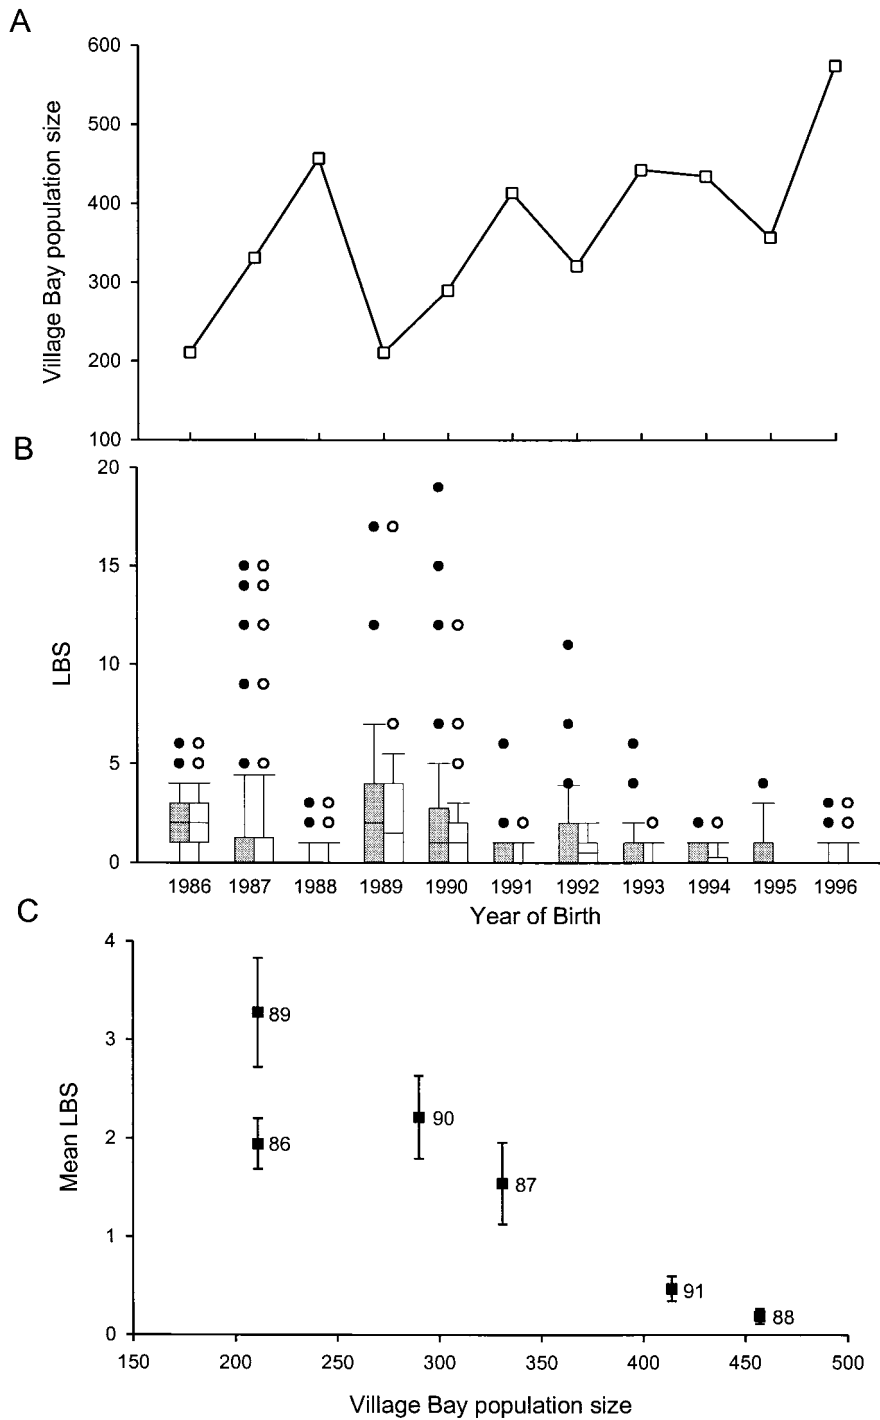 A
600
500
400
300
200
100
Village Bay population size
B
20
15
10
5
0
LBS
1986 1987 1988 1989 1990 1991 1992 1993 1994 1995 1996
Year of Birth
C
4
3
2
1
0
Mean LBS
89
86
90
87
91
88
150 200 250 300 350 400 450 500
Village Bay population size